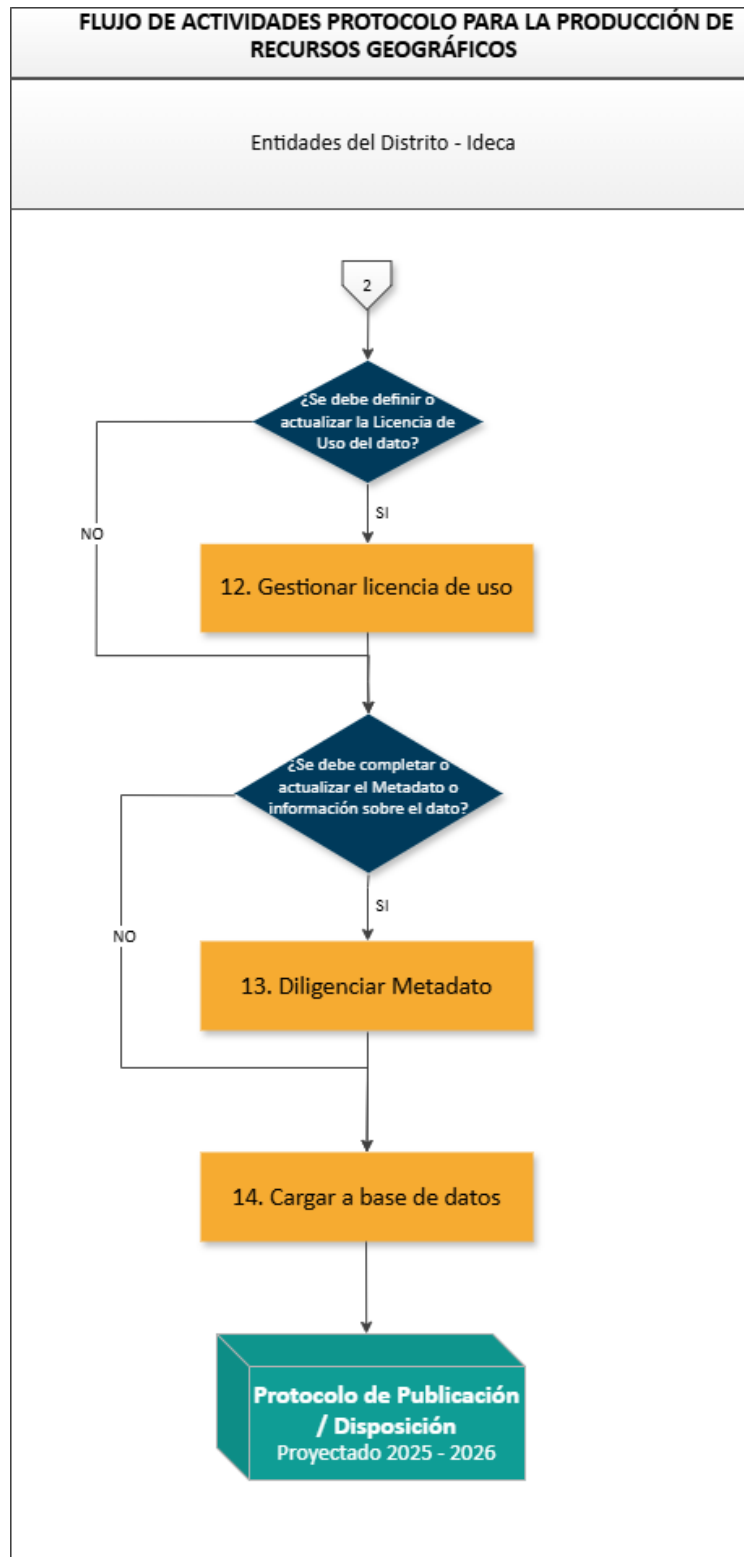 FLUJO DE ACTIVIDADES PROTOCOLO PARA LA PRODUCCIÓN DE
RECURSOS GEOGRÁFICOS
Entidades del Distrito - Ideca
2
¿Se debe definir o
actualizar la Licencia de
Uso del dato?
SI
NO
12. Gestionar licencia de uso
¿Se debe completar o
actualizar el Metadato o
información sobre el dato?
SI
NO
13. Diligenciar Metadato
14. Cargar a base de datos
Protocolo de Publicación
/ Disposición
Proyectado 2025 - 2026